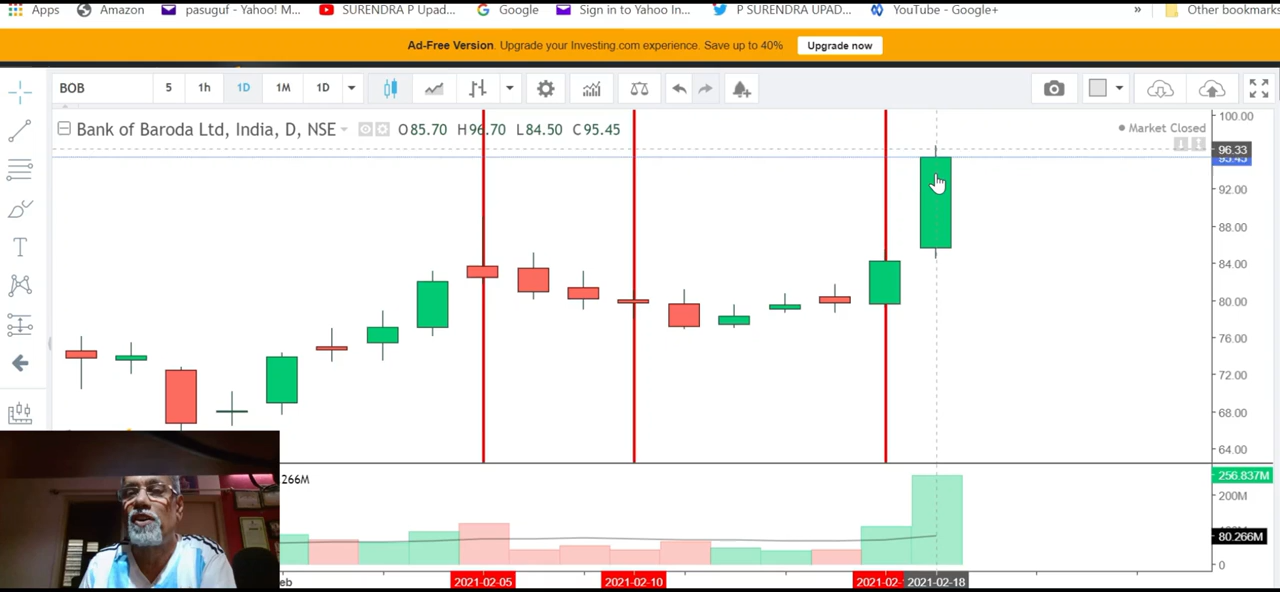 Apps Amazon pasuguf - Yahoo! M... SURENDRA P Upad... Google Sign in to Yahoo In... P SURENDRA UPAD... YouTube - Google+ » Other bookmarks
Ad-Free Version. Upgrade your Investing.com experience. Save up to 40% Upgrade now
BOB 5 1h 1D 1M 1D
Bank of Baroda Ltd, India, D, NSE O85.70 H96.70 L84.50 C95.45
Market Closed
100.00
96.33
92.00
88.00
84.00
80.00
76.00
72.00
68.00
64.00
.266M
256.837M
200M
80.266M
0
eb 2021-02-05 2021-02-10 2021-02- 2021-02-18